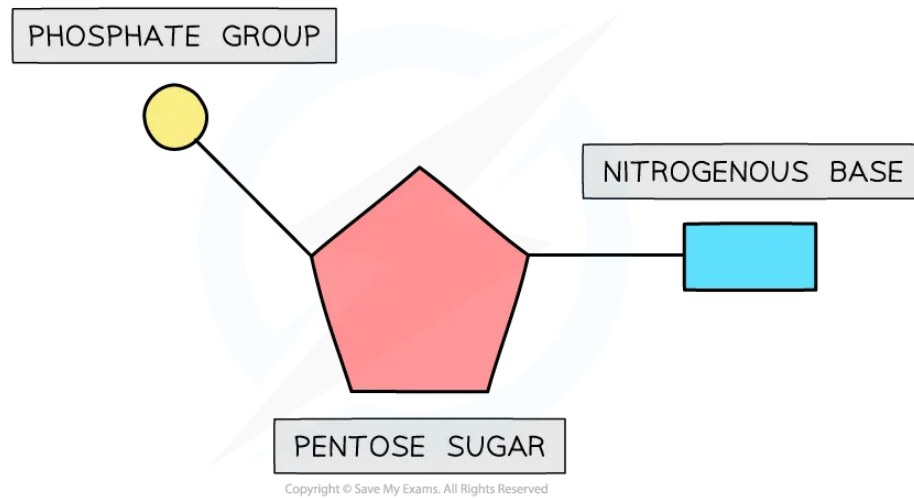 PHOSPHATE GROUP
NITROGENOUS BASE
PENTOSE SUGAR
Copyright © Save My Exams. All Rights Reserved